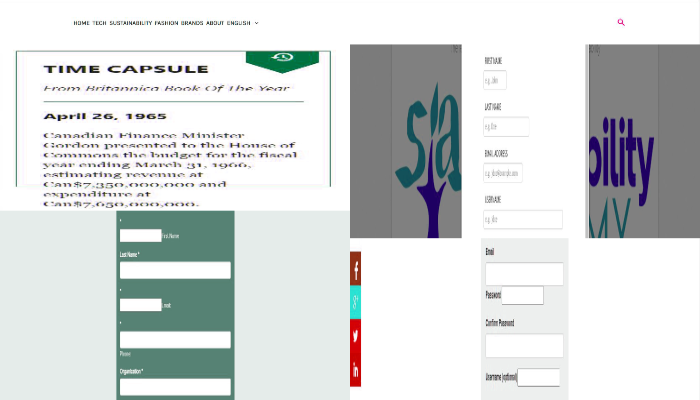 HOME TECH SUSTAINABILITY FASHION BRANDS ABOUT ENGLISH
TIME CAPSULE
From Britannica Book Of The Year
April 26, 1965
Canadian Finance Minister
Gordon presented to the House of
Commons the budget for the fiscal
year ending March 31, 1966,
estimating revenue at
Can$7,350,000,000 and
expenditure at
Can$7,650,000,000.
*
First Name
Last Name *
*
*
Phone
Organisation *
FIRST NAME
LAST NAME
EMAIL ADDRESS
USERNAME
Email
Password
Confirm Password
Username (optional)
bility
MY
f
in